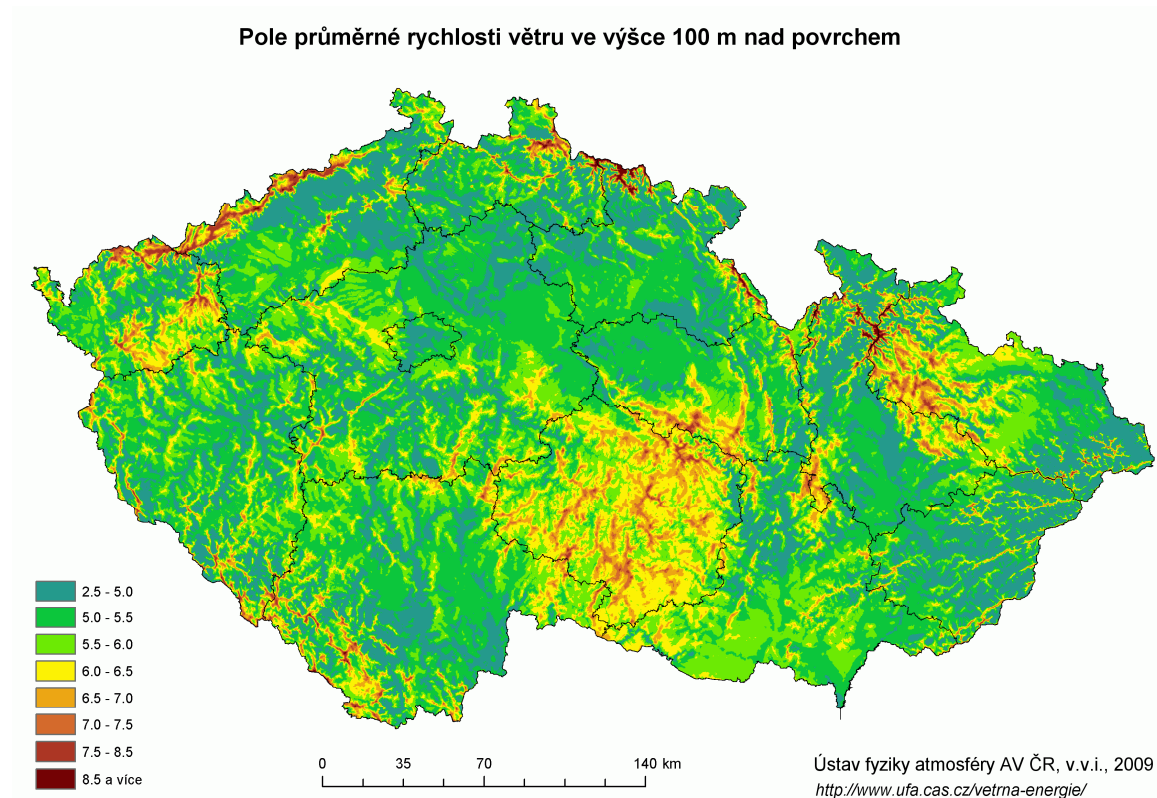 Pole průměrné rychlosti větru ve výšce 100 m nad povrchem
2.5 - 5.0
5.0 - 5.5
5.5 - 6.0
6.0 - 6.5
6.5 - 7.0
7.0 - 7.5
7.5 - 8.5
8.5 a více
0 35 70 140 km
Ústav fyziky atmosféry AV ČR, v.v.i., 2009
http://www.ufa.cas.cz/vetrna-energie/